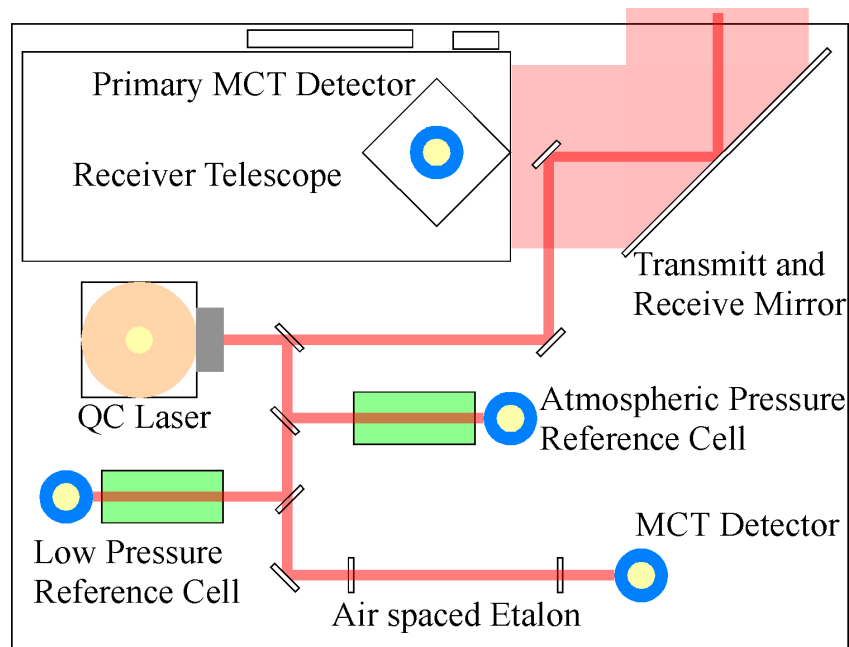 Primary MCT Detector
Receiver Telescope
Transmitt and
Receive Mirror
QC Laser
Atmospheric Pressure
Reference Cell
MCT Detector
Low Pressure
Reference Cell
Air spaced Etalon